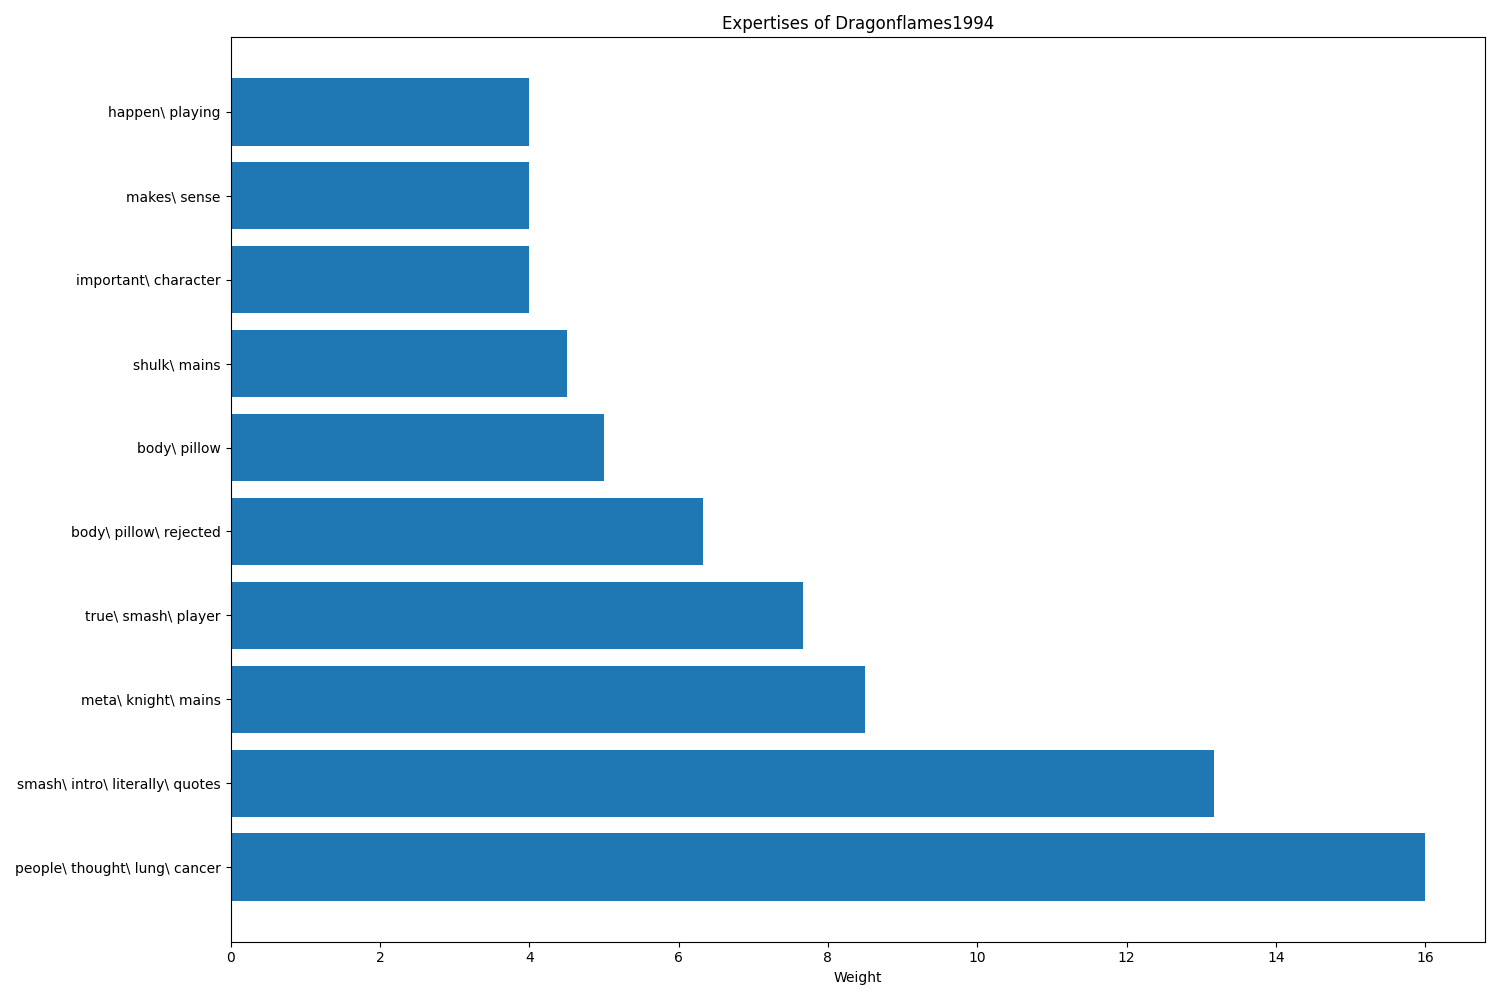 Expertises of Dragonflames1994
happen\ playing
makes\ sense
important\ character
shulk\ mains
body\ pillow
body\ pillow\ rejected
true\ smash\ player
meta\ knight\ mains
smash\ intro\ literally\ quotes
people\ thought\ lung\ cancer
0 2 4 6 8 10 12 14 16
Weight